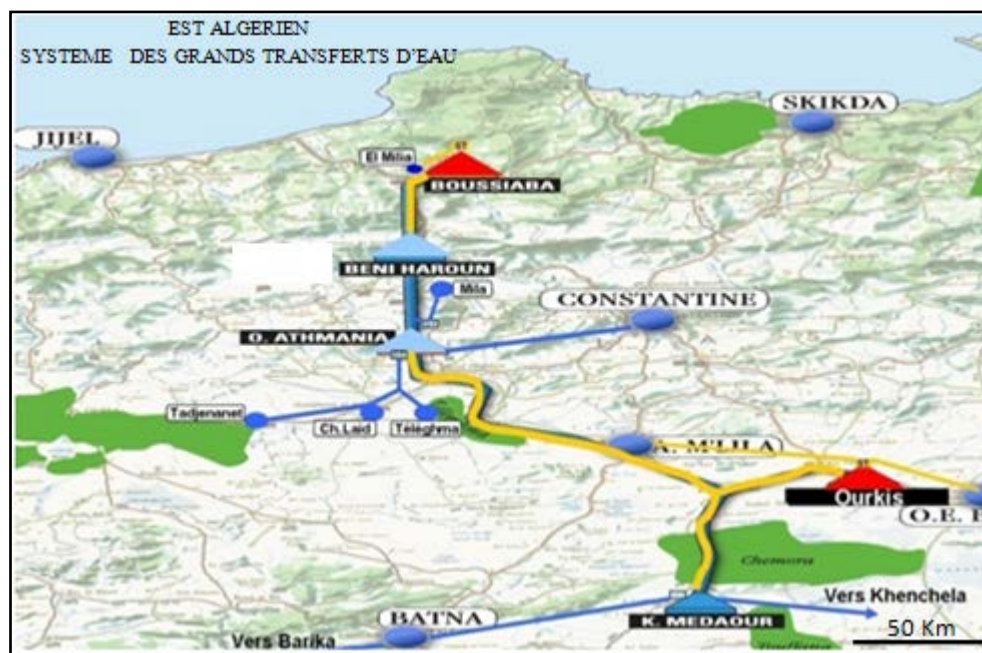 EST ALGERIEN
SYSTEME DES GRANDS TRANSFERTS D'EAU
SKIKDA
JIJEL
El Milia
BOUSSIABA
BENI HAROUN
Mila
CONSTANTINE
O. ATHMANIA
Tadjenanet
Ch.Laid
Téléghma
A. M'LILA
Ourkis
O.E.
Chemora
Vers Khenchela
BATNA
K. MEDAOUR
50 Km
Vers Barika